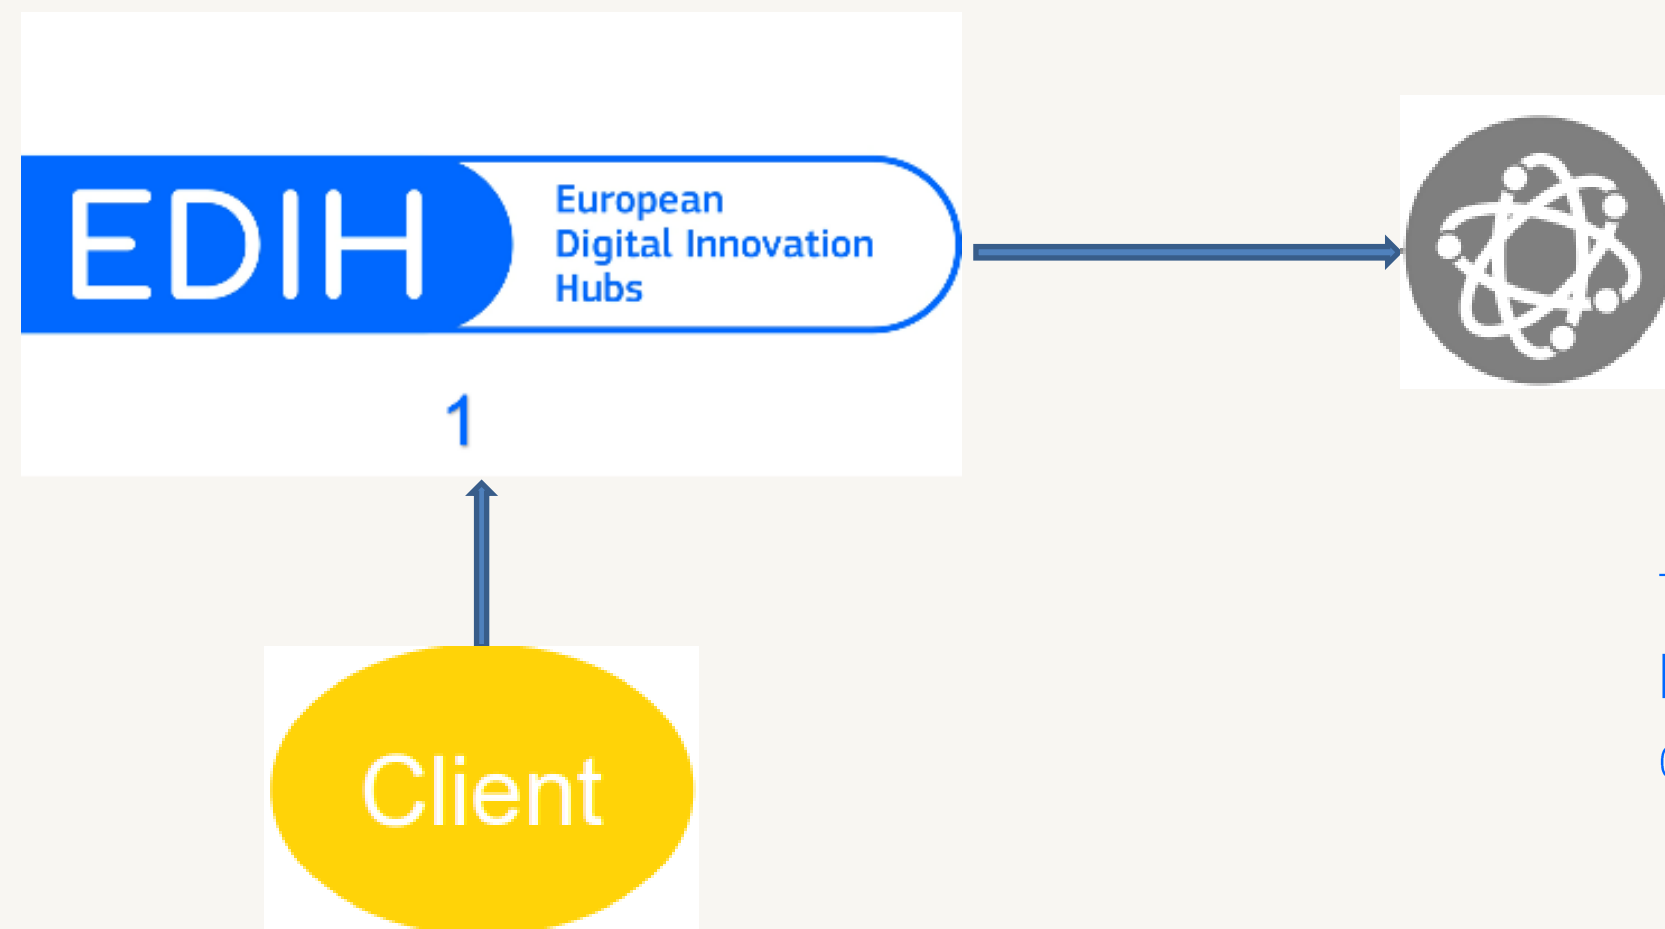 EDIH
European
Digital Innovation
Hubs
1
Client